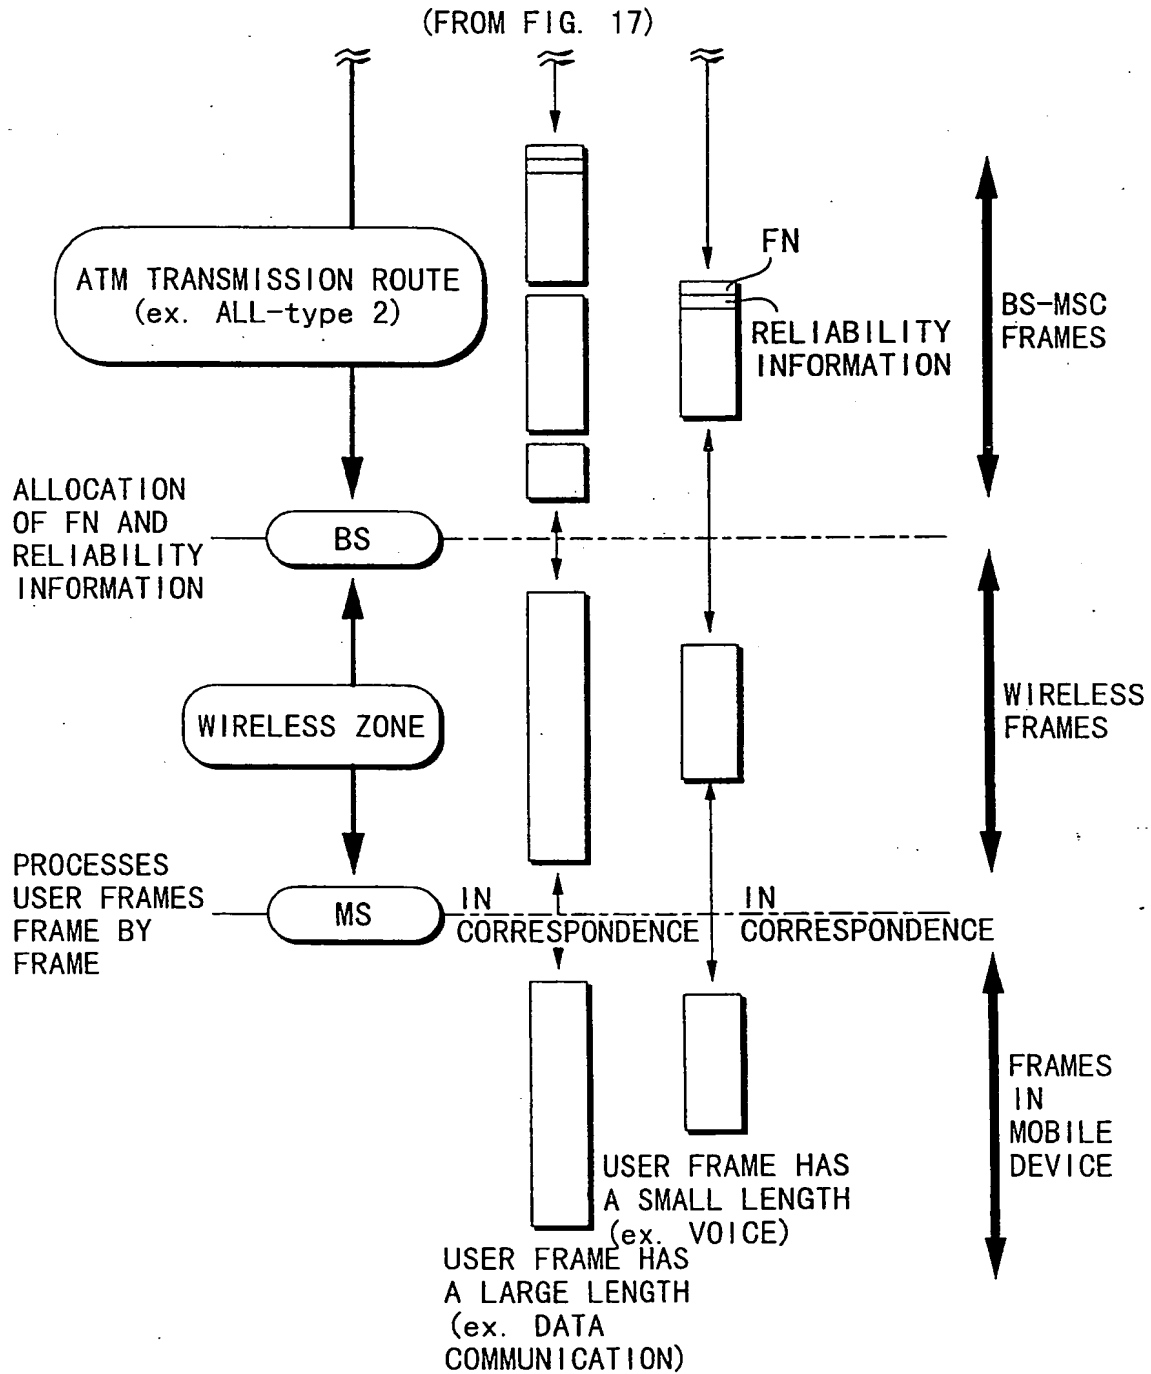 (FROM FIG. 17)
ATM TRANSMISSION ROUTE
(ex. ALL-type 2)
FN
RELIABILITY
INFORMATION
BS-MSC
FRAMES
ALLOCATION
OF FN AND
RELIABILITY
INFORMATION
BS
WIRELESS ZONE
WIRELESS
FRAMES
PROCESSES
USER FRAMES
FRAME BY
FRAME
MS
IN
CORRESPONDENCE
IN
CORRESPONDENCE
FRAMES
IN
MOBILE
DEVICE
USER FRAME HAS
A SMALL LENGTH
(ex. VOICE)
USER FRAME HAS
A LARGE LENGTH
(ex. DATA
COMMUNICATION)